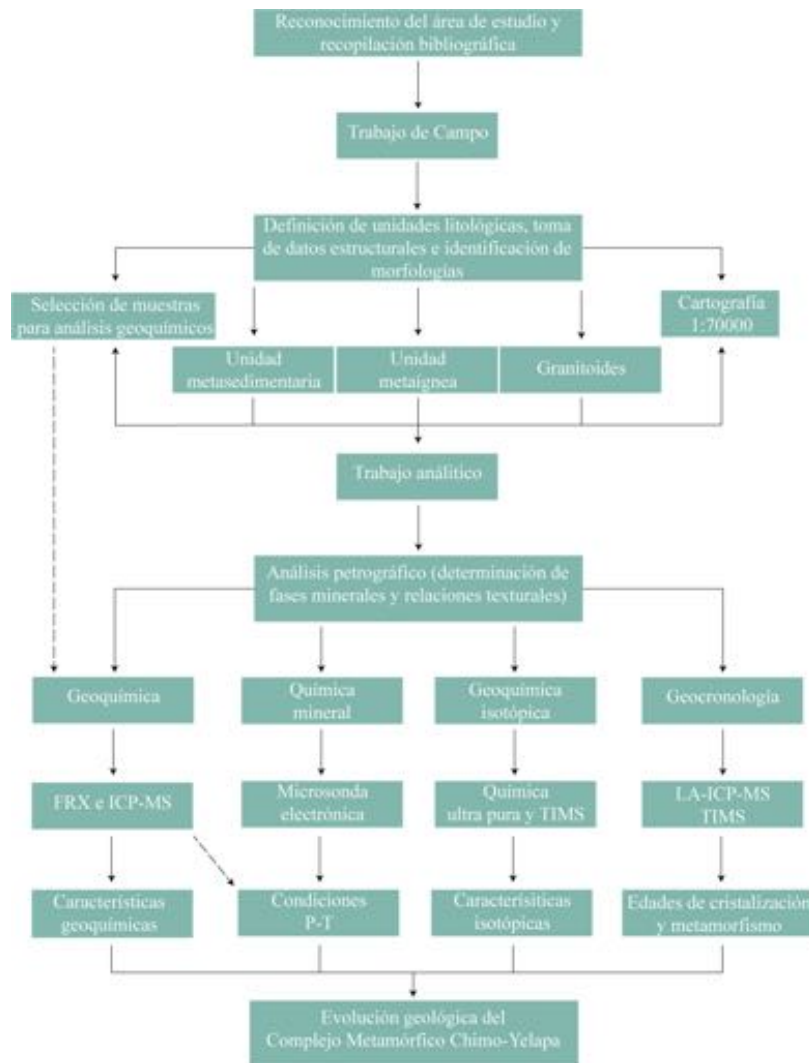 Reconocimiento del área de estudio y
recopilación bibliográfica
Trabajo de Campo
Definición de unidades litológicas, toma
de datos estructurales e identificación de
morfologías
Selección de muestras
para análisis geoquímicos
Cartografía
1:70000
Unidad
metasedimentaria
Unidad
metaígnea
Granitoides
Trabajo análitico
Análisis petrográfico (determinación de
fases minerales y relaciones texturales)
Geoquímica
Química
mineral
Geoquímica
isotópica
Geocronología
FRX e ICP-MS
Microsonda
electrónica
Química
ultra pura y TIMS
LA-ICP-MS
TIMS
Características
geoquímicas
Condiciones
P-T
Caracterísiticas
isotópicas
Edades de cristalización
y metamorfismo
Evolución geológica del
Complejo Metamórfico Chimo-Yelapa